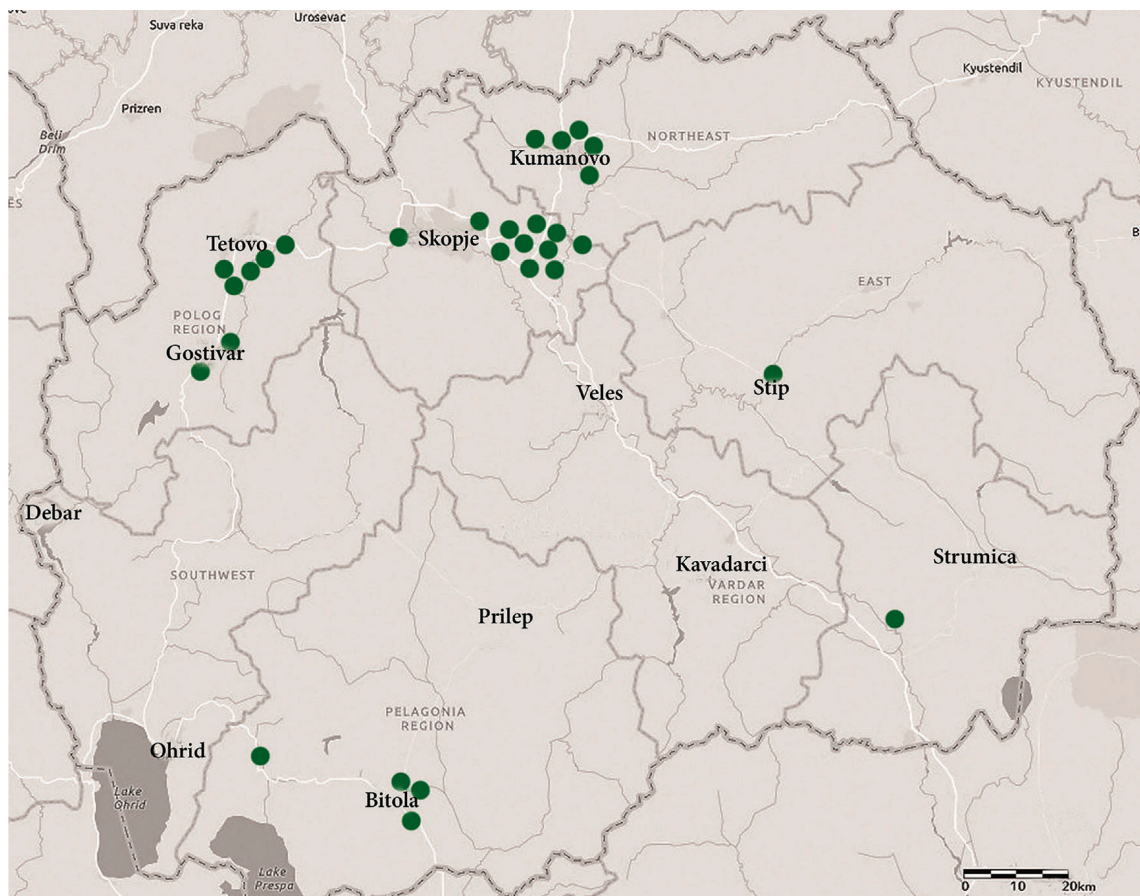 Suva reka
Urosevac
Kyustendil
KYUSTENDIL
Prizren
Beli
Drim
NORTHEAST
Kumanovo
Tetovo
Skopje
EAST
POLOG
REGION
Gostivar
Veles
Stip
Debar
SOUTHWEST
Kavadarci
VARDAR
REGION
Strumica
Prilep
PELAGONIA
REGION
Ohrid
Lake
Ohrid
Bitola
Lake
Prespa
0 10 20km